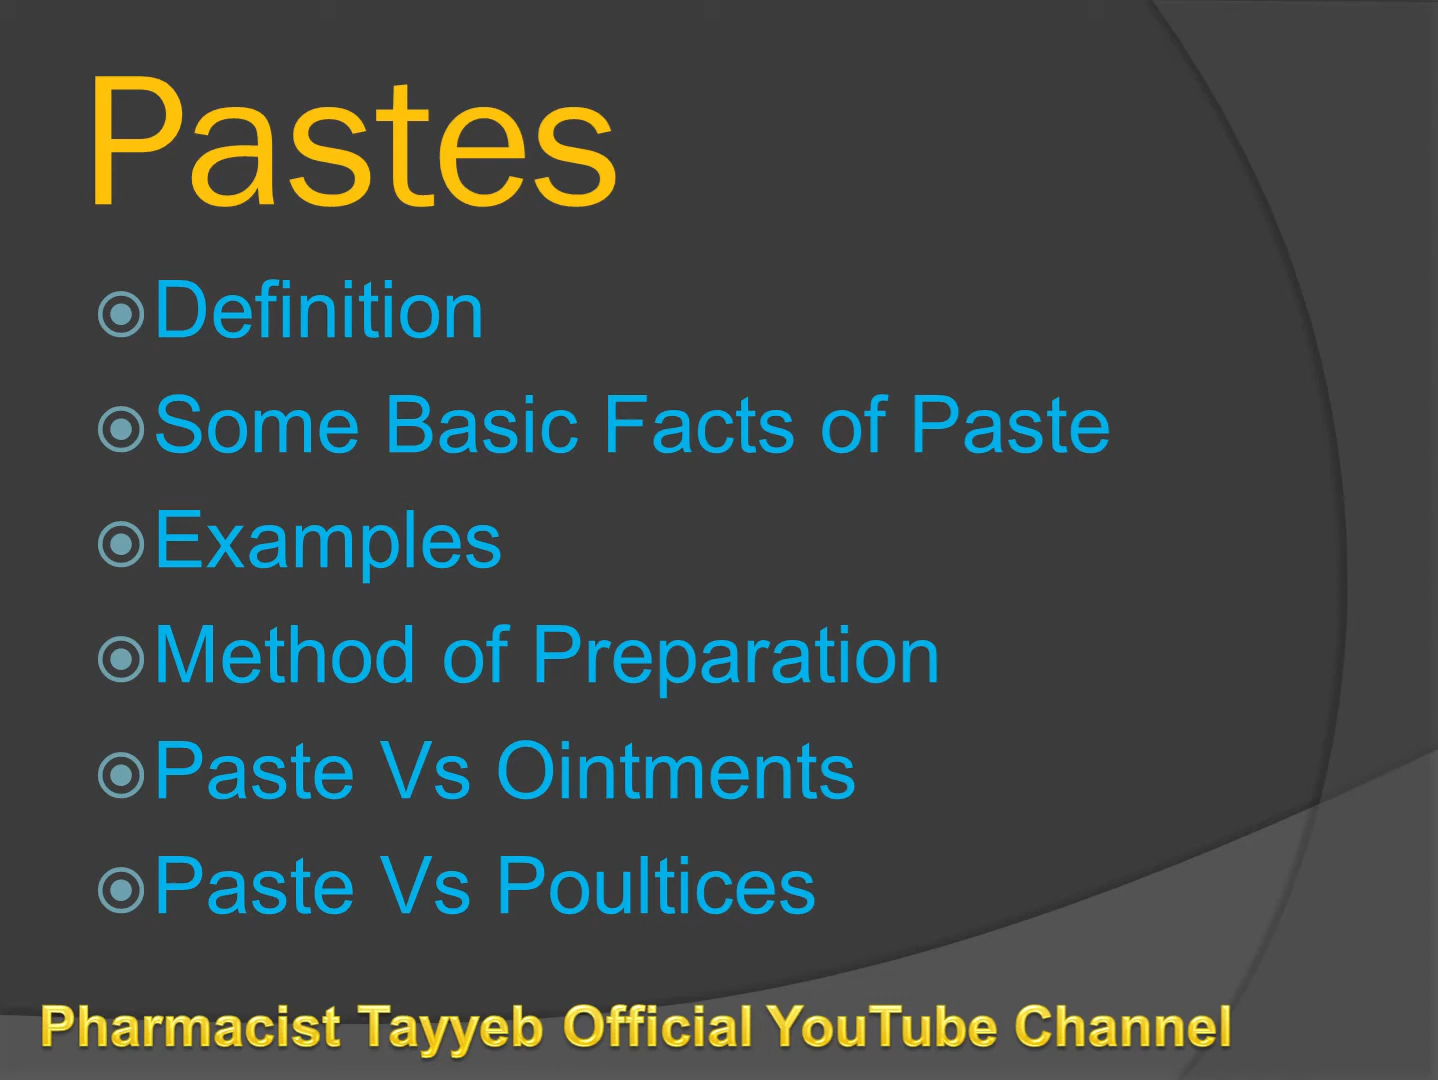 Pastes
Definition
Some Basic Facts of Paste
Examples
Method of Preparation
Paste Vs Ointments
Paste Vs Poultices
Pharmacist Tayyeb Official YouTube Channel